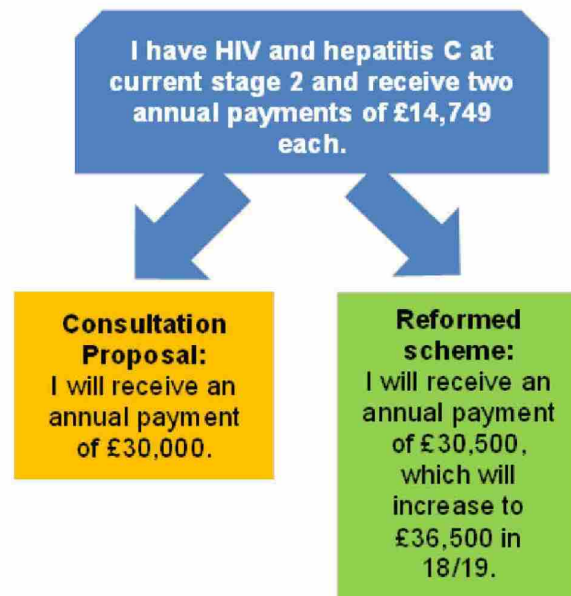 I have HIV and hepatitis C at
current stage 2 and receive two
annual payments of £14,749
each.
Consultation
Proposal:
I will receive an
annual payment
of £30,000.
Reformed
scheme:
I will receive an
annual payment
of £30,500,
which will
increase to
£36,500 in
18/19.